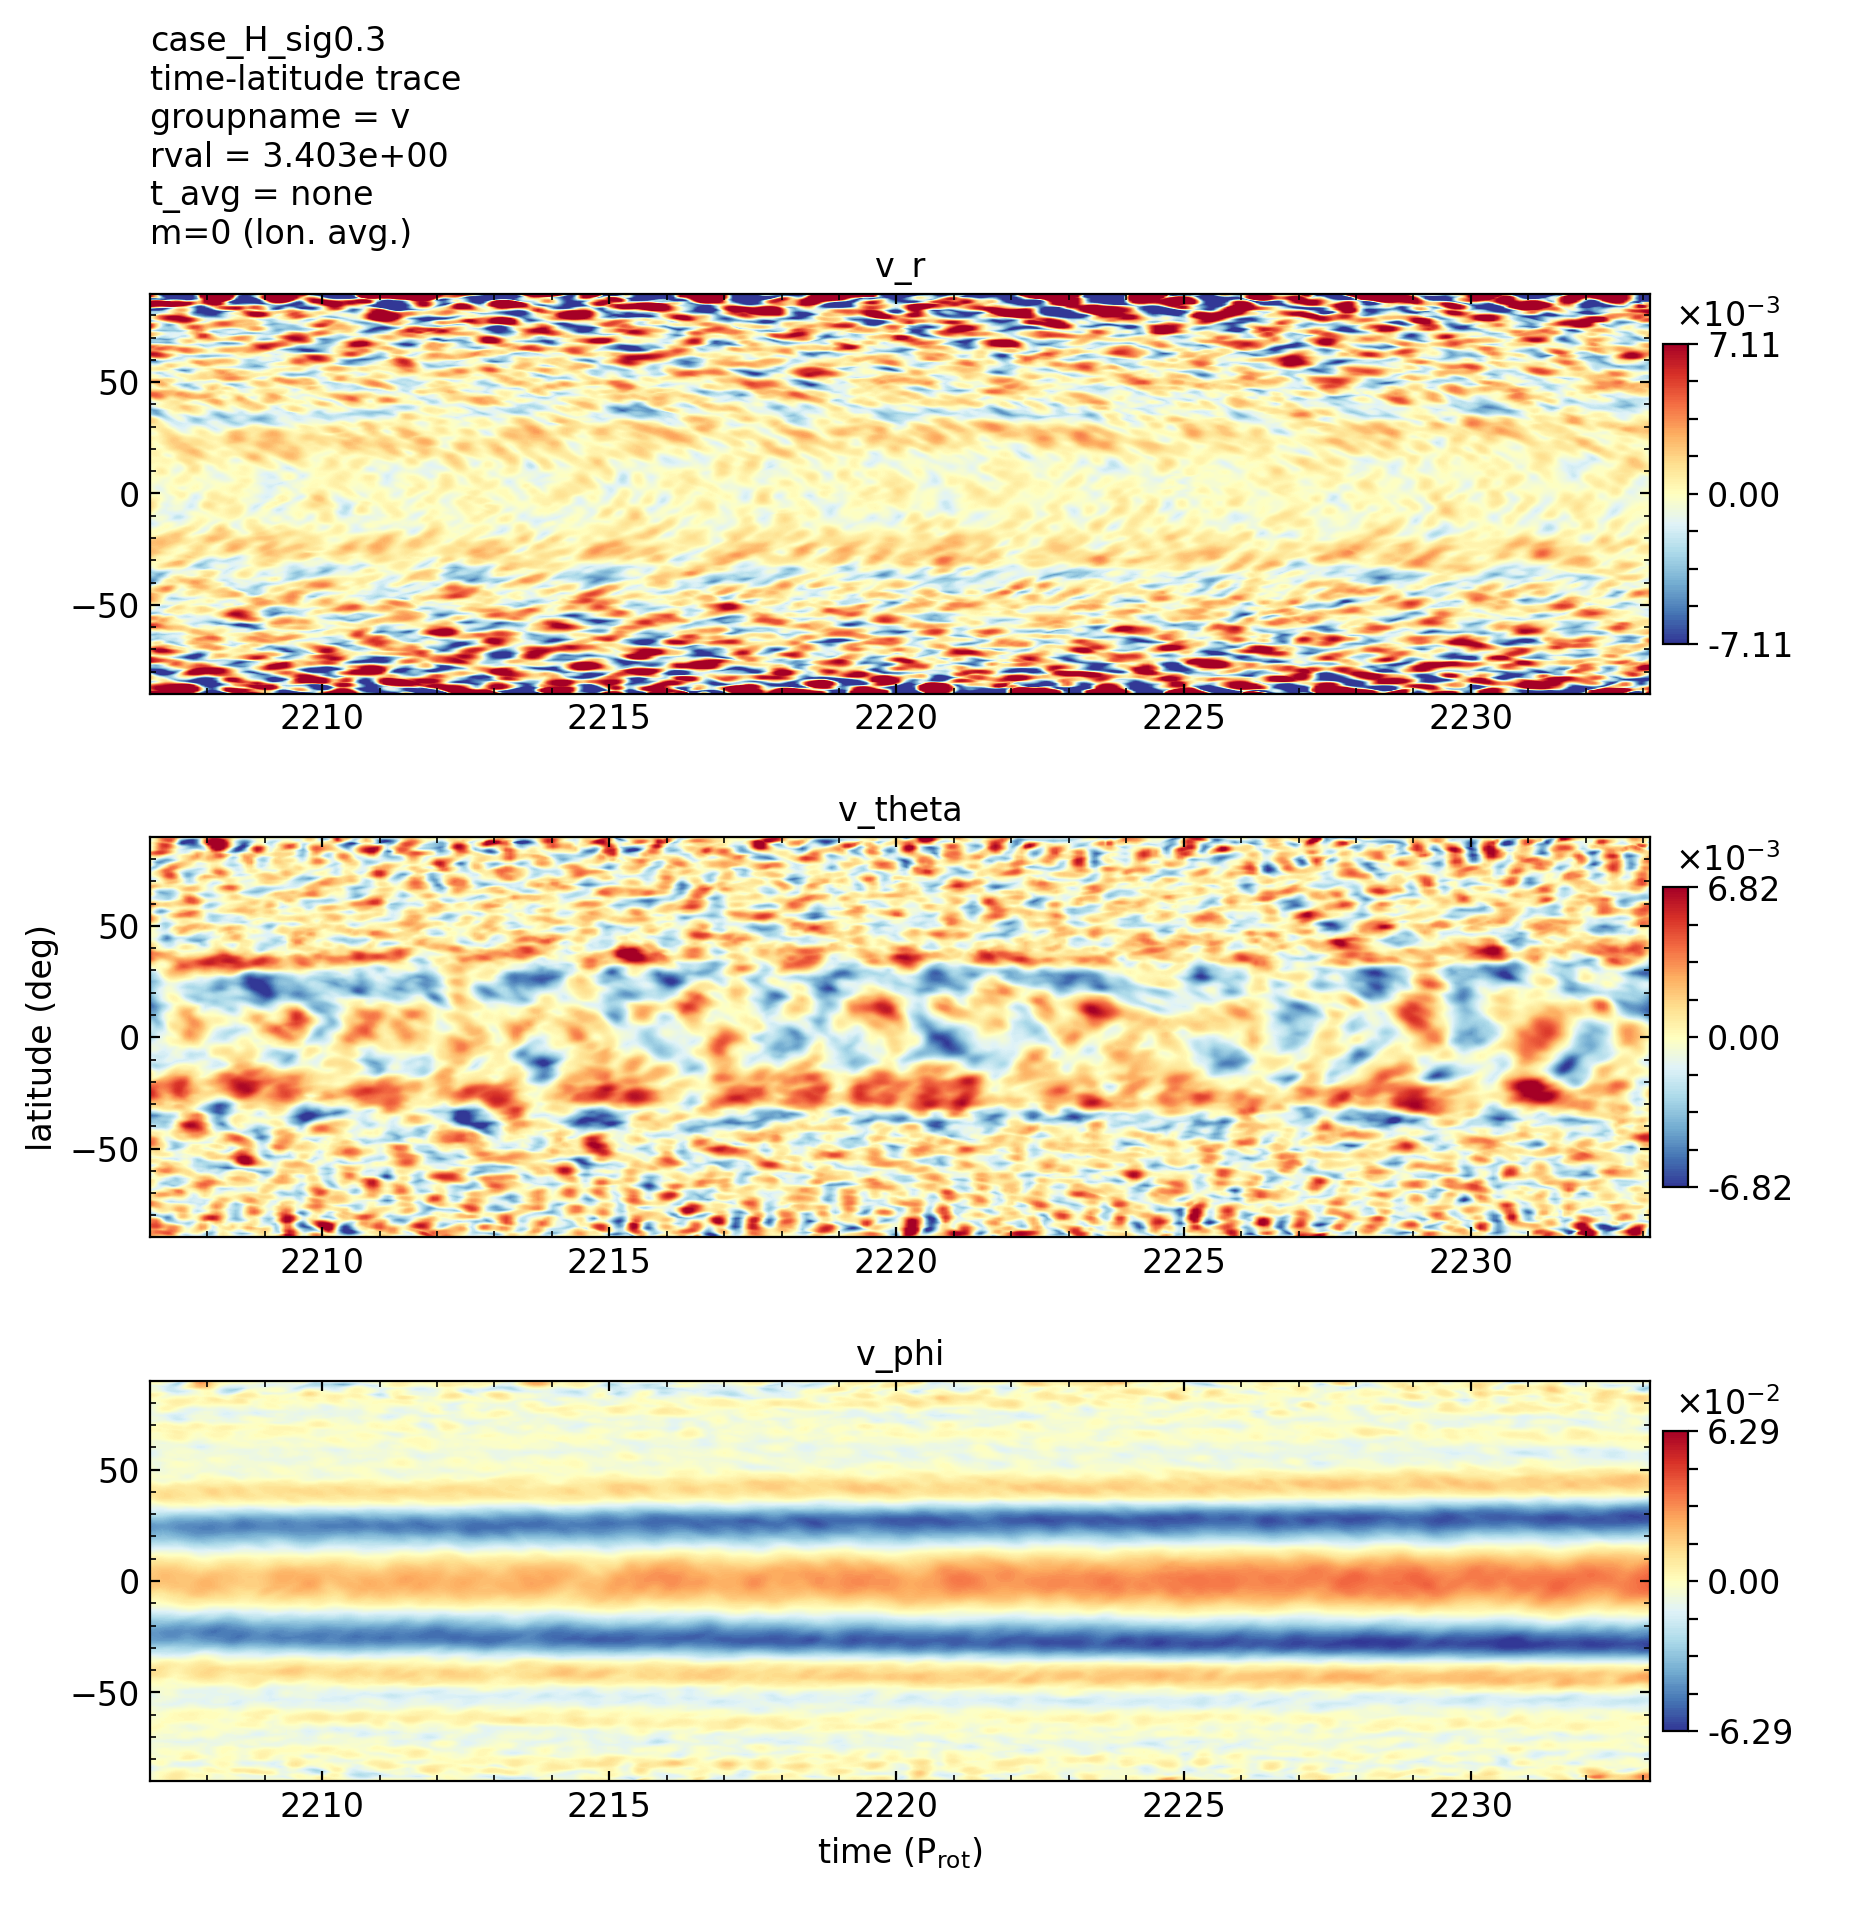 case_H_sig0.3
time-latitude trace
groupname = v
rval = 3.403e+00
t_avg = none
m=0 (lon. avg.)
v_r
×10⁻³
7.11
0.00
-7.11
50
0
−50
2210 2215 2220 2225 2230
v_theta
×10⁻³
6.82
0.00
-6.82
latitude (deg)
50
0
−50
2210 2215 2220 2225 2230
v_phi
×10⁻²
6.29
0.00
-6.29
50
0
−50
2210 2215 2220 2225 2230
time (P_rot)